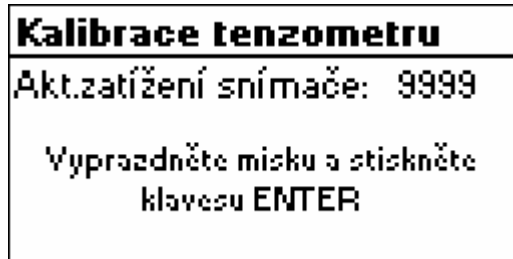 Kalibrace tenzometru
Akt.zatížení snímače: 9999
Vyprazdněte misku a stiskněte
klavesu ENTER